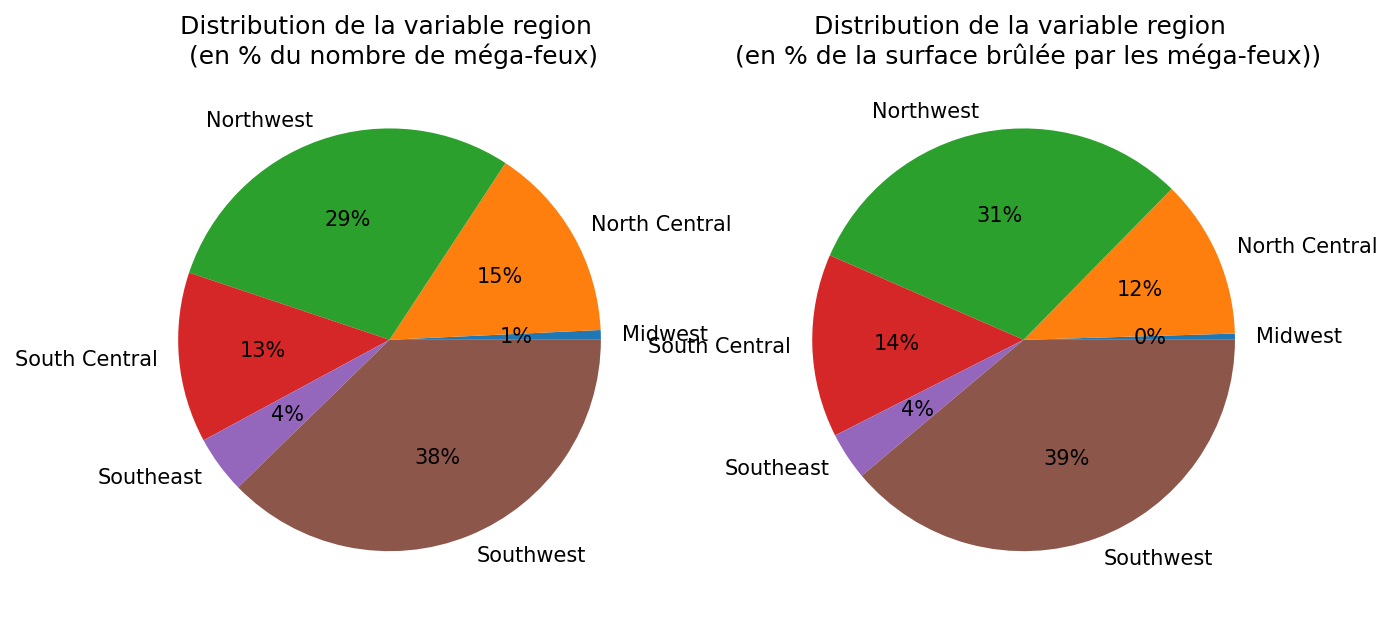 Distribution de la variable region
(en % du nombre de méga-feux)
Northwest
29%
North Central
15%
1%
Midwest
South Central
13%
4%
Southeast
38%
Southwest
Distribution de la variable region
(en % de la surface brûlée par les méga-feux))
Northwest
31%
North Central
12%
0%
Midwest
South Central
14%
4%
Southeast
39%
Southwest